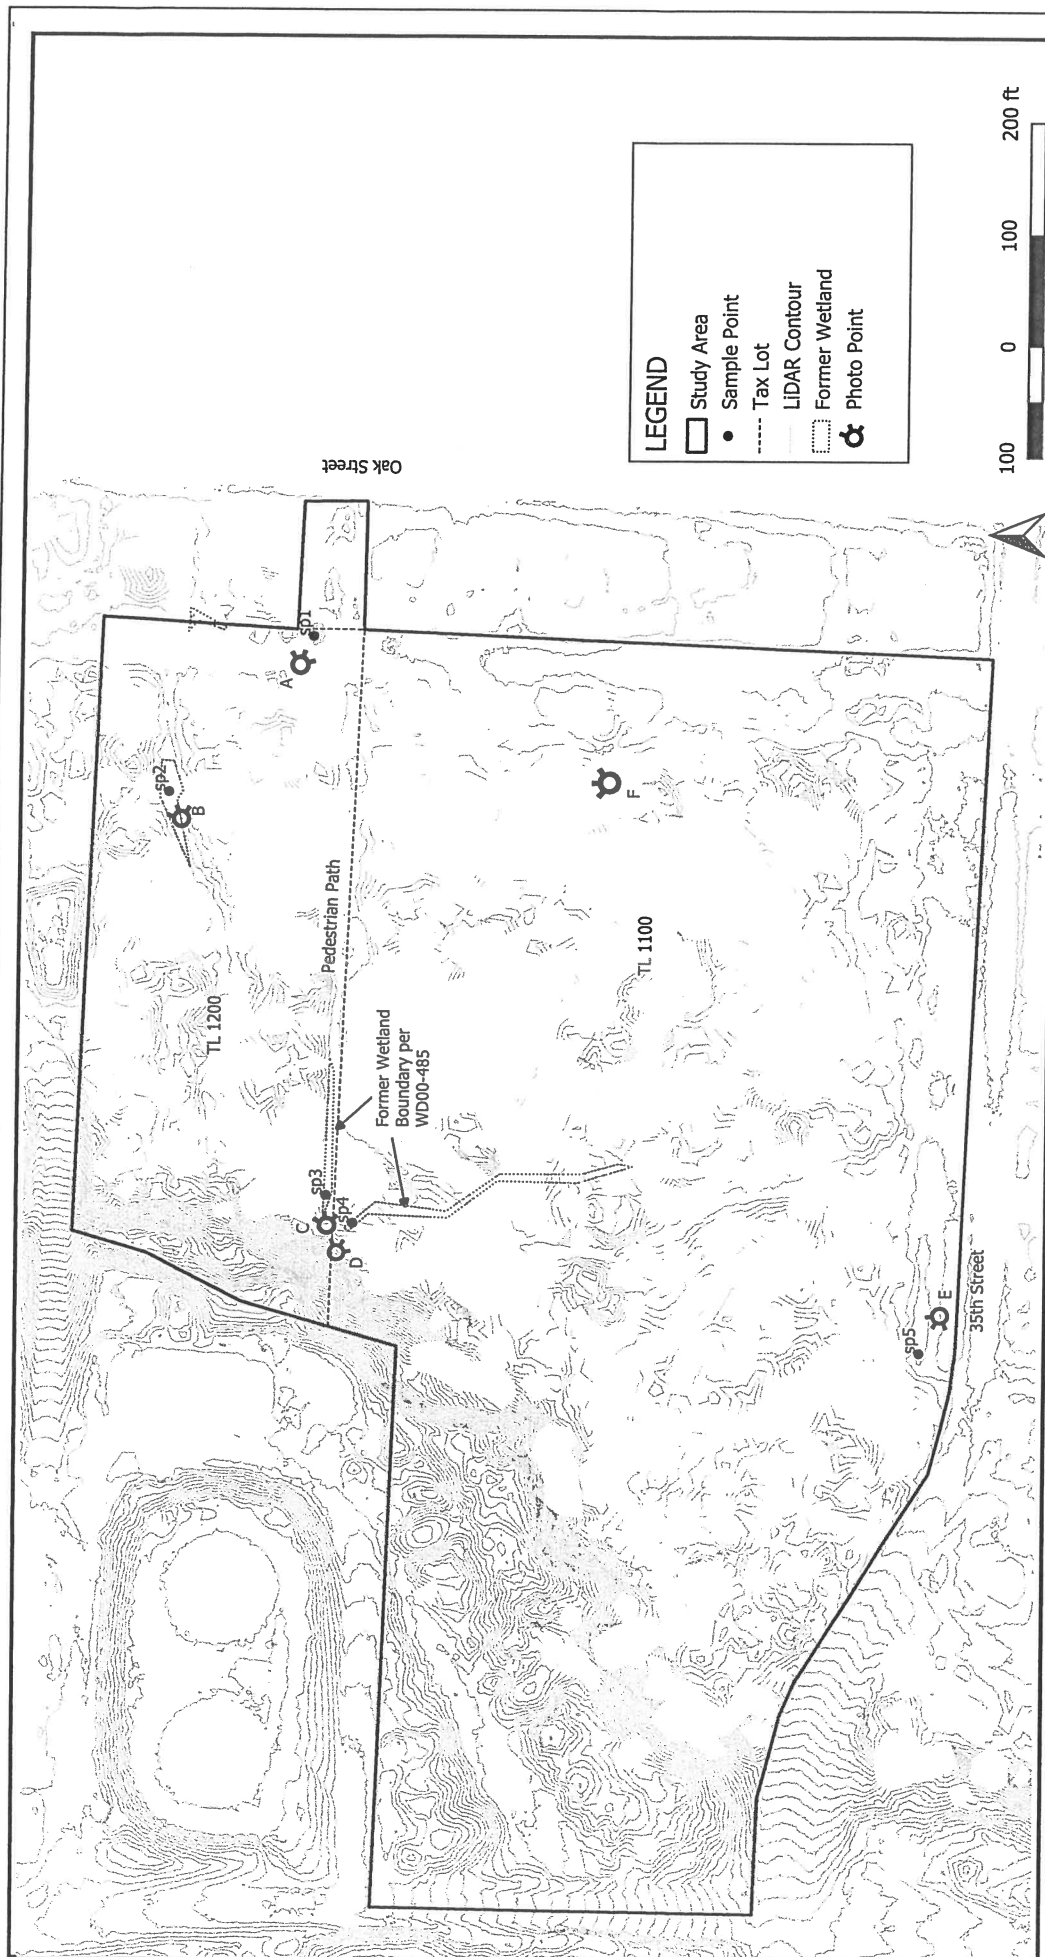 Oak Street
sp1
A
sp2
B
TL 1200
Pedestrian Path
Former Wetland
Boundary per
WD00-485
sp3
C
sp4
D
F
TL 1100
sp5
E
35th Street
LEGEND
Study Area
Sample Point
Tax Lot
LiDAR Contour
Former Wetland
Photo Point
100 0 100 200 ft